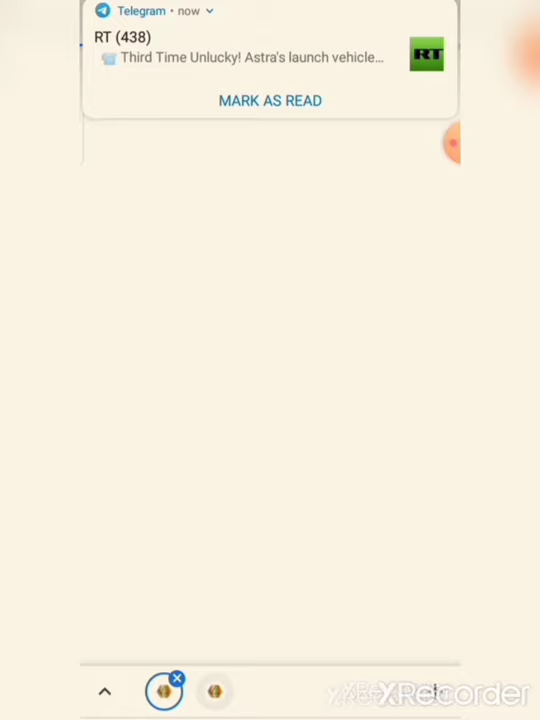 Telegram • now
RT (438)
Third Time Unlucky! Astra's launch vehicle...
RT
MARK AS READ
XRecorder